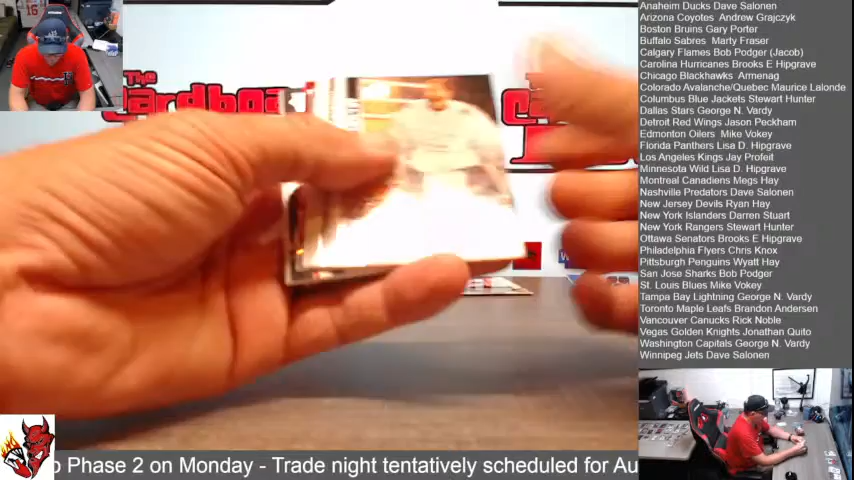 Anaheim Ducks Dave Salonen
Arizona Coyotes Andrew Grajczyk
Boston Bruins Gary Porter
Buffalo Sabres Marty Fraser
Calgary Flames Bob Podger (Jacob)
Carolina Hurricanes Brooks E Hipgrave
Chicago Blackhawks Armenag
Colorado Avalanche/Quebec Maurice Lalonde
Columbus Blue Jackets Stewart Hunter
Dallas Stars George N. Vardy
Detroit Red Wings Jason Peckham
Edmonton Oilers Mike Vokey
Florida Panthers Lisa D. Hipgrave
Los Angeles Kings Jay Profeit
Minnesota Wild Lisa D. Hipgrave
Montreal Canadiens Megs Hay
Nashville Predators Dave Salonen
New Jersey Devils Ryan Hay
New York Islanders Darren Stuart
New York Rangers Stewart Hunter
Ottawa Senators Brooks E Hipgrave
Philadelphia Flyers Chris Knox
Pittsburgh Penguins Wyatt Hay
San Jose Sharks Bob Podger
St. Louis Blues Mike Vokey
Tampa Bay Lightning George N. Vardy
Toronto Maple Leafs Brandon Andersen
Vancouver Canucks Rick Noble
Vegas Golden Knights Jonathan Quito
Washington Capitals George N. Vardy
Winnipeg Jets Dave Salonen
The
The
Phase 2 on Monday - Trade night tentatively scheduled for Au